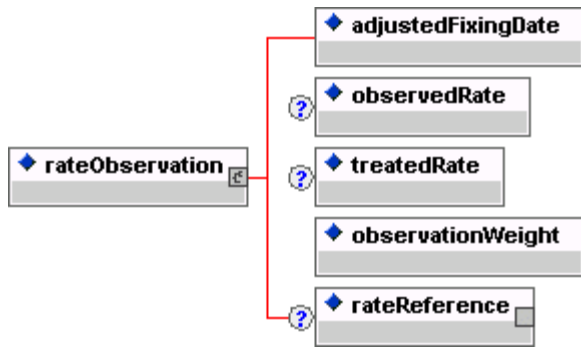 adjustedFixingDate
? observedRate
rateObservation
? treatedRate
observationWeight
? rateReference